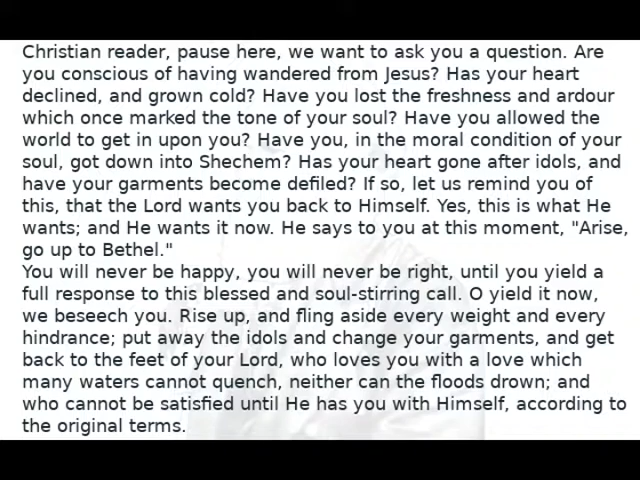 Christian reader, pause here, we want to ask you a question. Are
you conscious of having wandered from Jesus? Has your heart
declined, and grown cold? Have you lost the freshness and ardour
which once marked the tone of your soul? Have you allowed the
world to get in upon you? Have you, in the moral condition of your
soul, got down into Shechem? Has your heart gone after idols, and
have your garments become defiled? If so, let us remind you of
this, that the Lord wants you back to Himself. Yes, this is what He
wants; and He wants it now. He says to you at this moment, "Arise,
go up to Bethel."
You will never be happy, you will never be right, until you yield a
full response to this blessed and soul-stirring call. O yield it now,
we beseech you. Rise up, and fling aside every weight and every
hindrance; put away the idols and change your garments, and get
back to the feet of your Lord, who loves you with a love which
many waters cannot quench, neither can the floods drown; and
who cannot be satisfied until He has you with Himself, according to
the original terms.